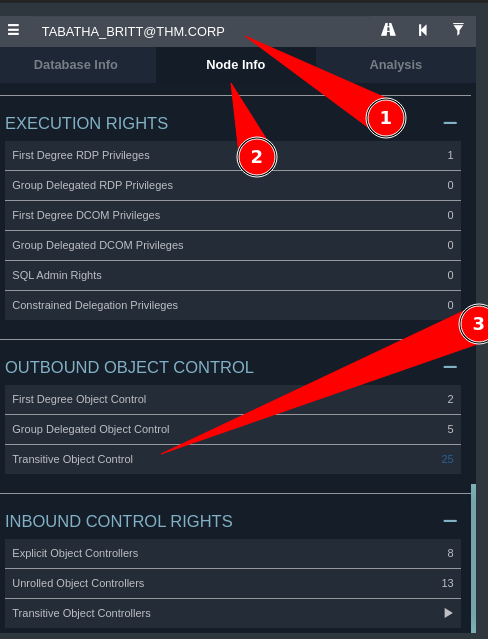 TABATHA_BRITT@THM.CORP
Database Info Node Info Analysis
1
2
EXECUTION RIGHTS
First Degree RDP Privileges 1
Group Delegated RDP Privileges 0
First Degree DCOM Privileges 0
Group Delegated DCOM Privileges 0
SQL Admin Rights 0
Constrained Delegation Privileges 0
3
OUTBOUND OBJECT CONTROL
First Degree Object Control 2
Group Delegated Object Control 5
Transitive Object Control 25
INBOUND CONTROL RIGHTS
Explicit Object Controllers 8
Unrolled Object Controllers 13
Transitive Object Controllers